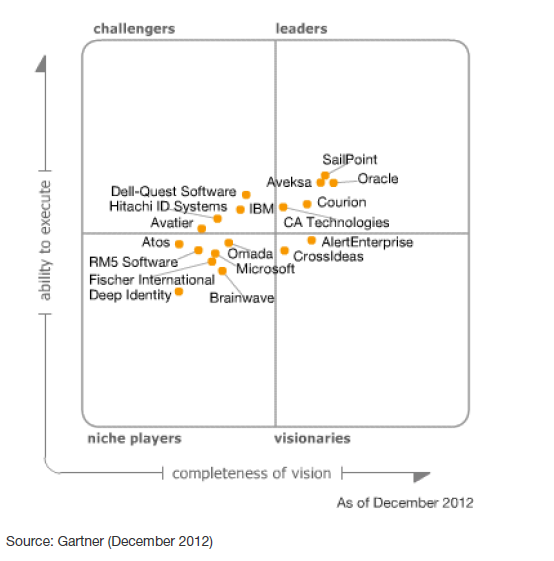 challengers
leaders
ability to execute
SailPoint
Aveksa
Oracle
Dell-Quest Software
Hitachi ID Systems
IBM
Courion
Avatier
CA Technologies
Atos
AlertEnterprise
Omada
CrossIdeas
RM5 Software
Microsoft
Fischer International
Deep Identity
Brainwave
niche players
visionaries
completeness of vision
As of December 2012
Source: Gartner (December 2012)